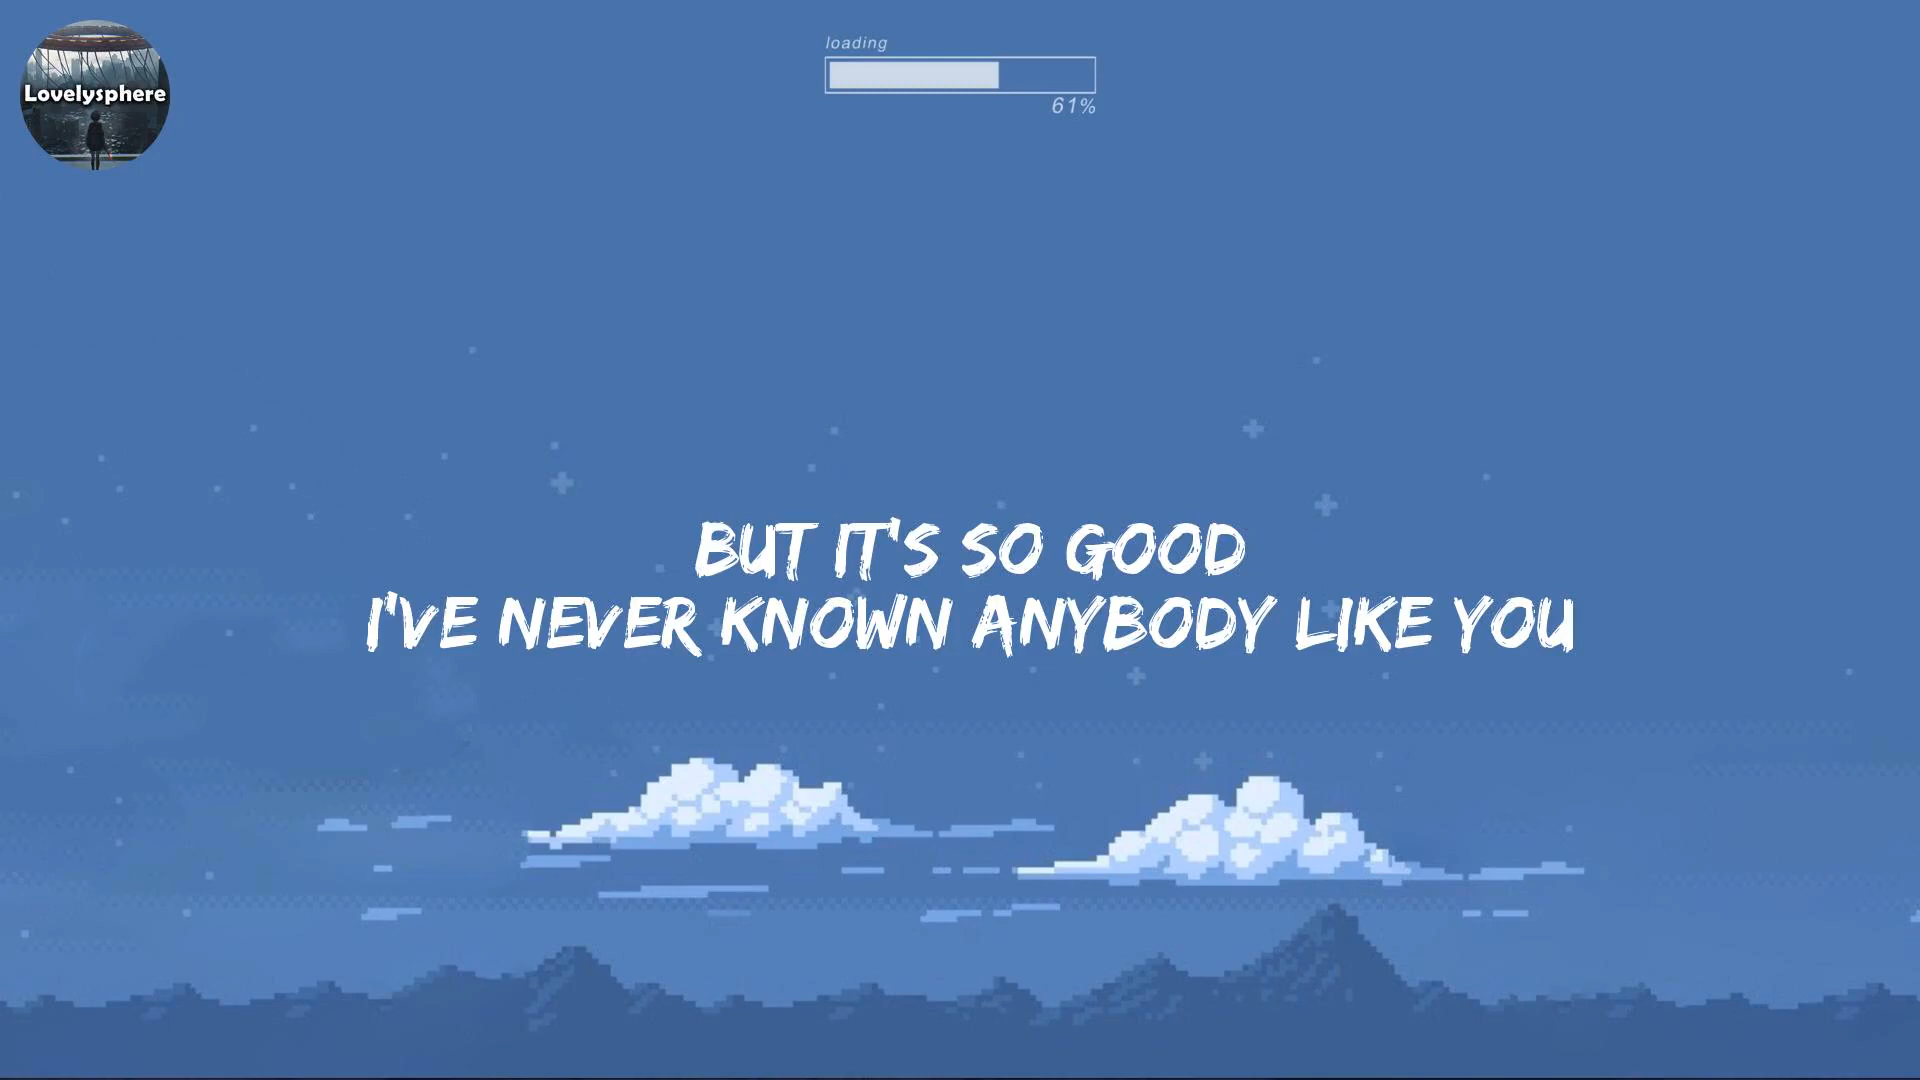 Lovelysphere
loading
61%
BUT IT'S SO GOOD
I'VE NEVER KNOWN ANYBODY LIKE YOU